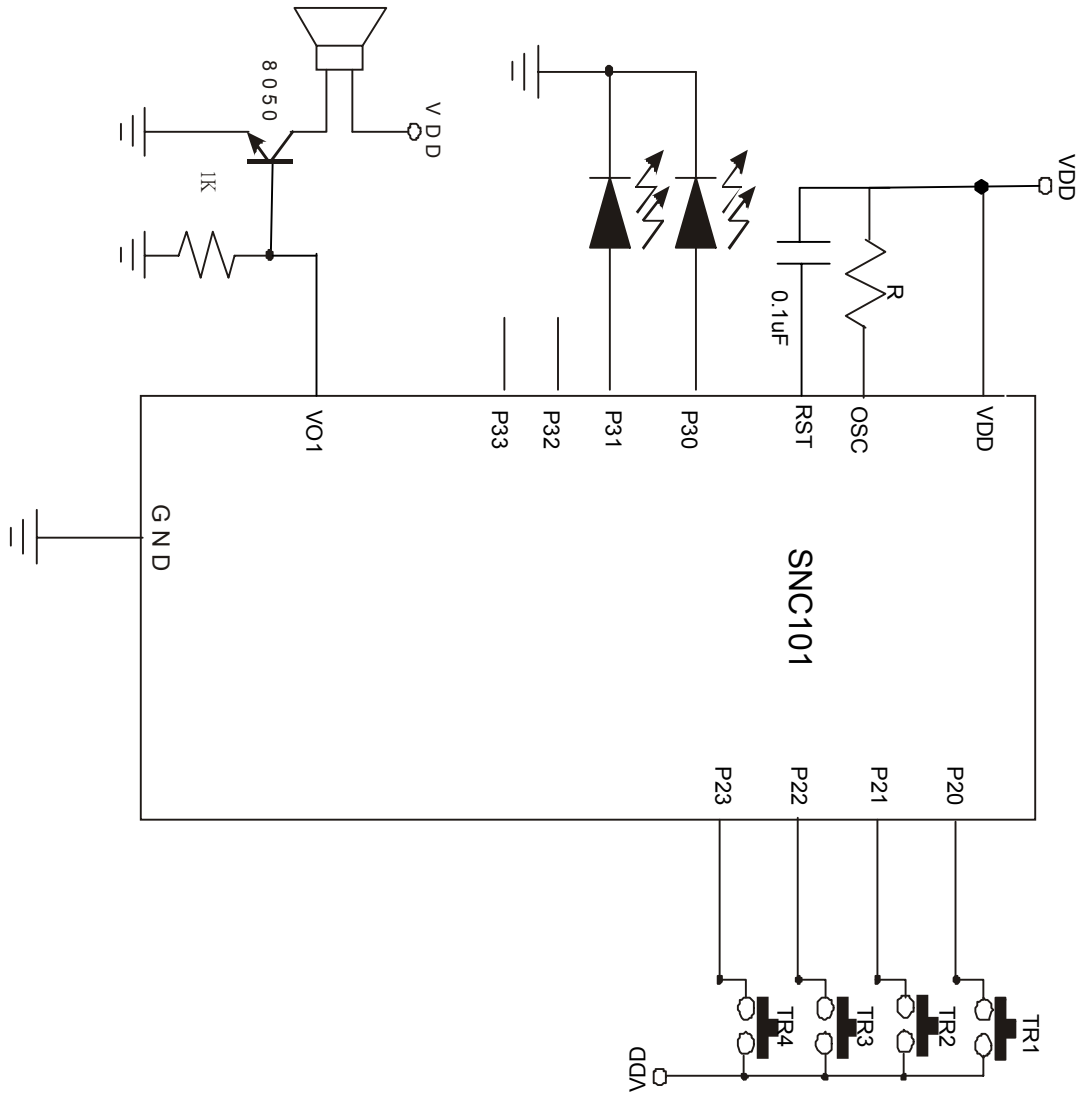 8050
VDD
1K
VDD
R
0.1uF
VO1
P33
P32
P31
P30
RST
OSC
VDD
GND
SNC101
P23
P22
P21
P20
TR4
TR3
TR2
TR1
VDD